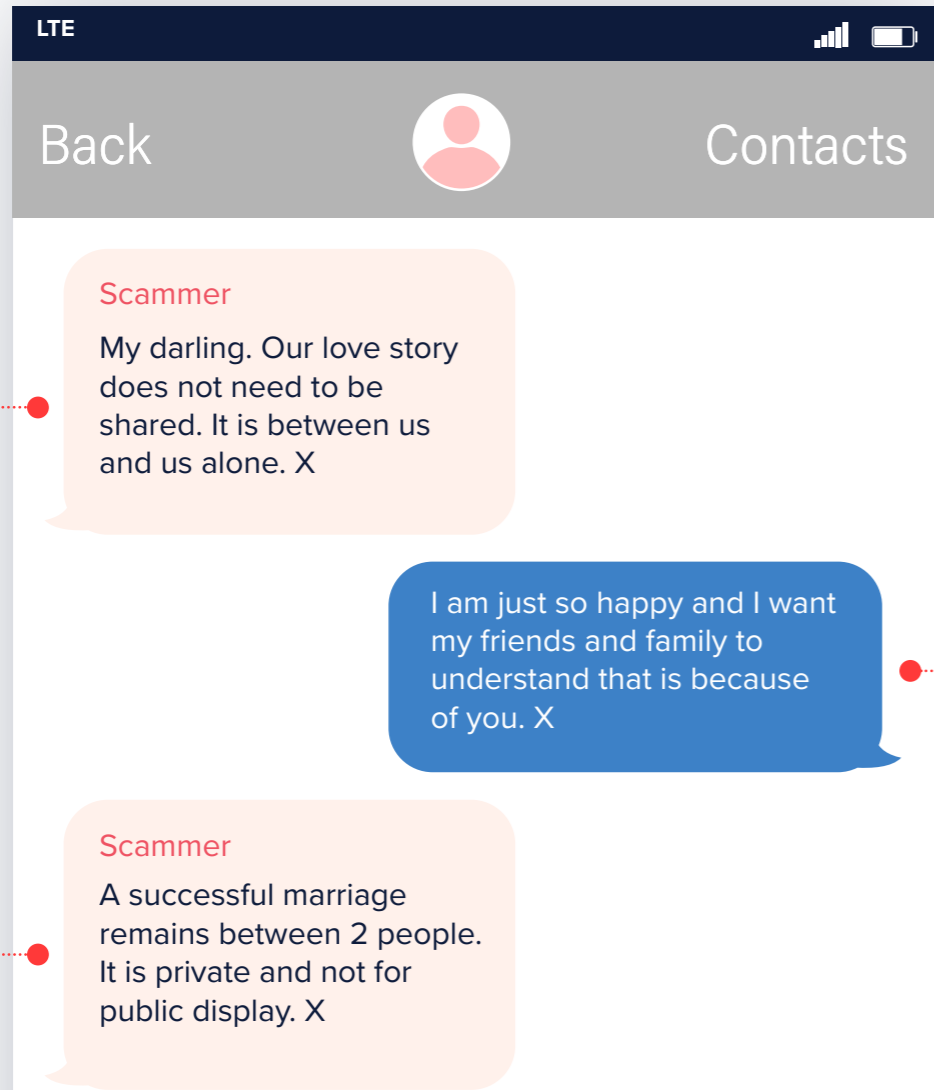 LTE
Back
Contacts
Scammer
My darling. Our love story
does not need to be
shared. It is between us
and us alone. X
I am just so happy and I want
my friends and family to
understand that is because
of you. X
Scammer
A successful marriage
remains between 2 people.
It is private and not for
public display. X